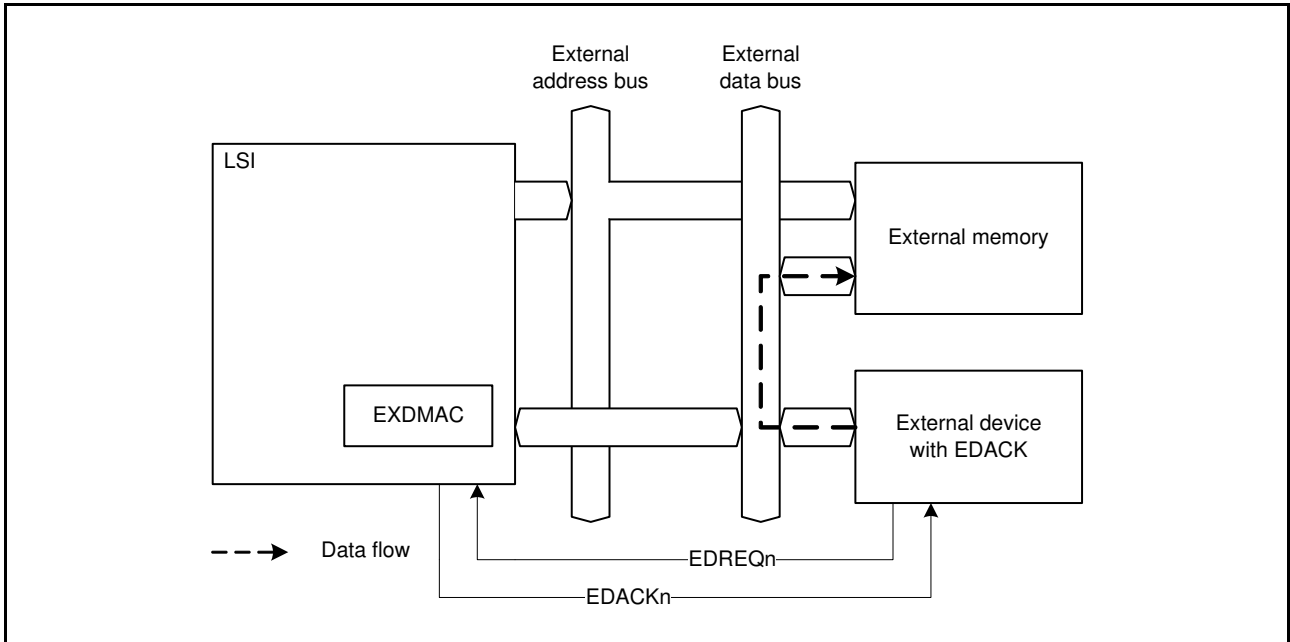 External
address bus
External
data bus
LSI
External memory
EXDMAC
External device
with EDACK
Data flow
EDREQn
EDACKn